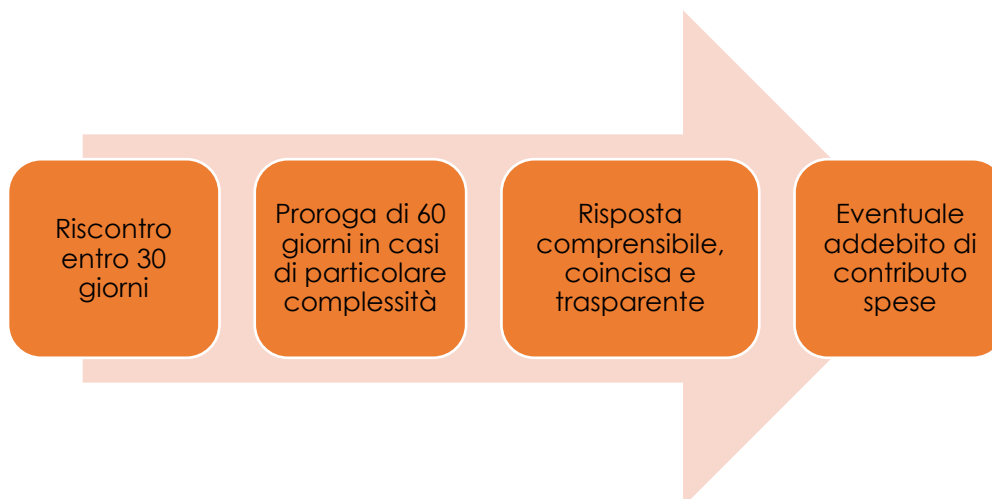 Riscontro
entro 30
giorni
Proroga di 60
giorni in casi
di particolare
complessità
Risposta
comprensibile,
coincisa e
trasparente
Eventuale
addebito di
contributo
spese